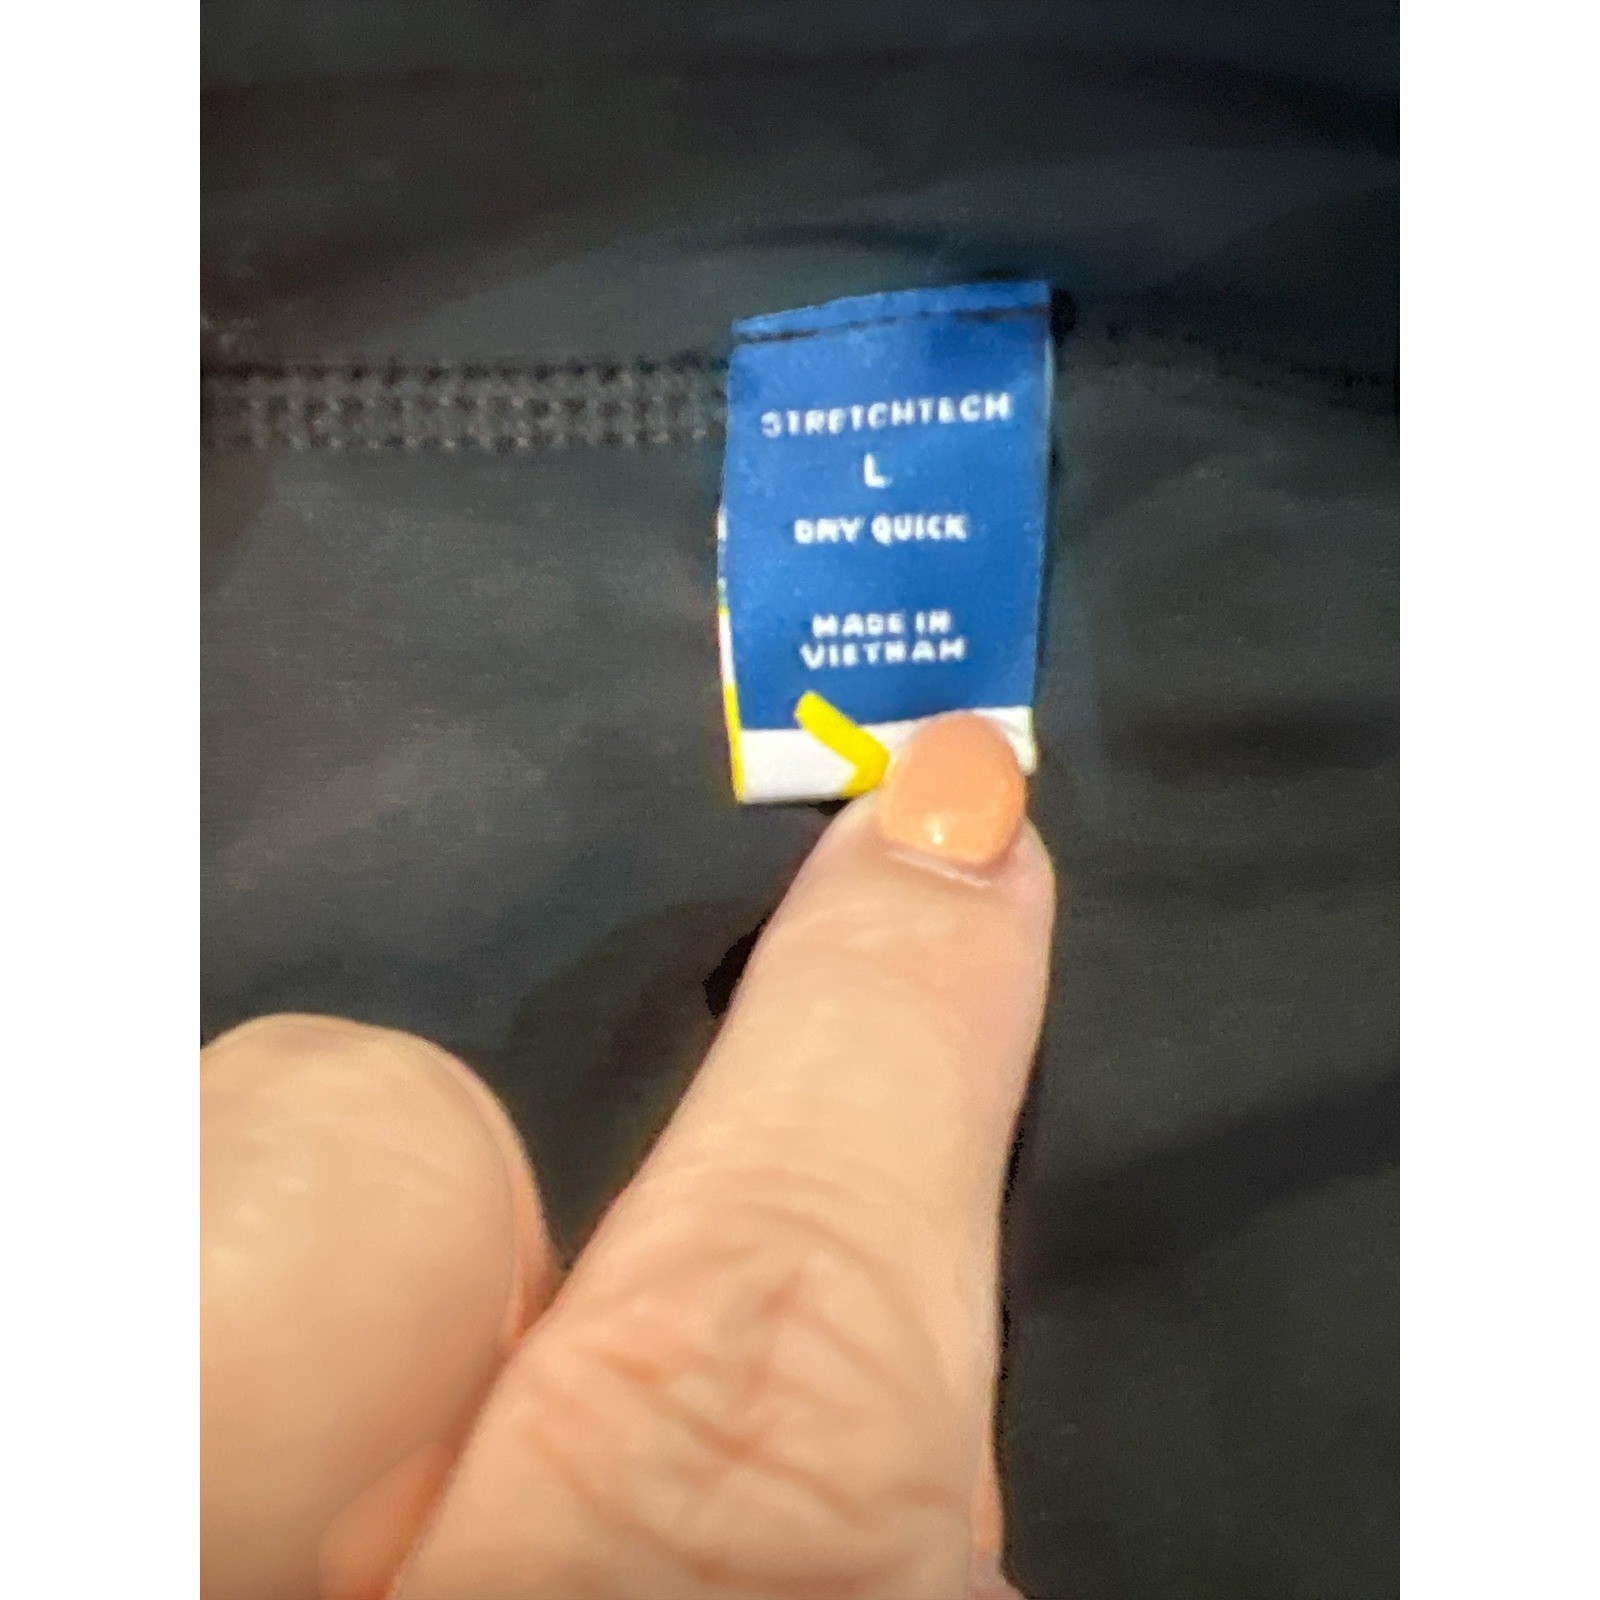 STRETCHTECH
L
DRY QUICK
MADE IN
VIETNAM